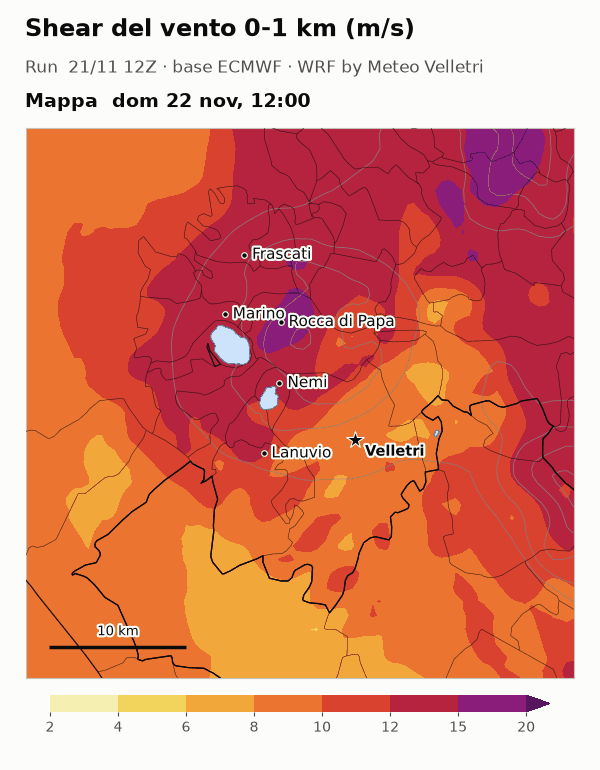 Shear del vento 0-1 km (m/s)
Run  21/11 12Z · base ECMWF · WRF by Meteo Velletri
Mappa  dom 22 nov, 12:00
Frascati
Marino
Rocca di Papa
Nemi
Velletri
Lanuvio
10 km
2 4 6 8 10 12 15 20